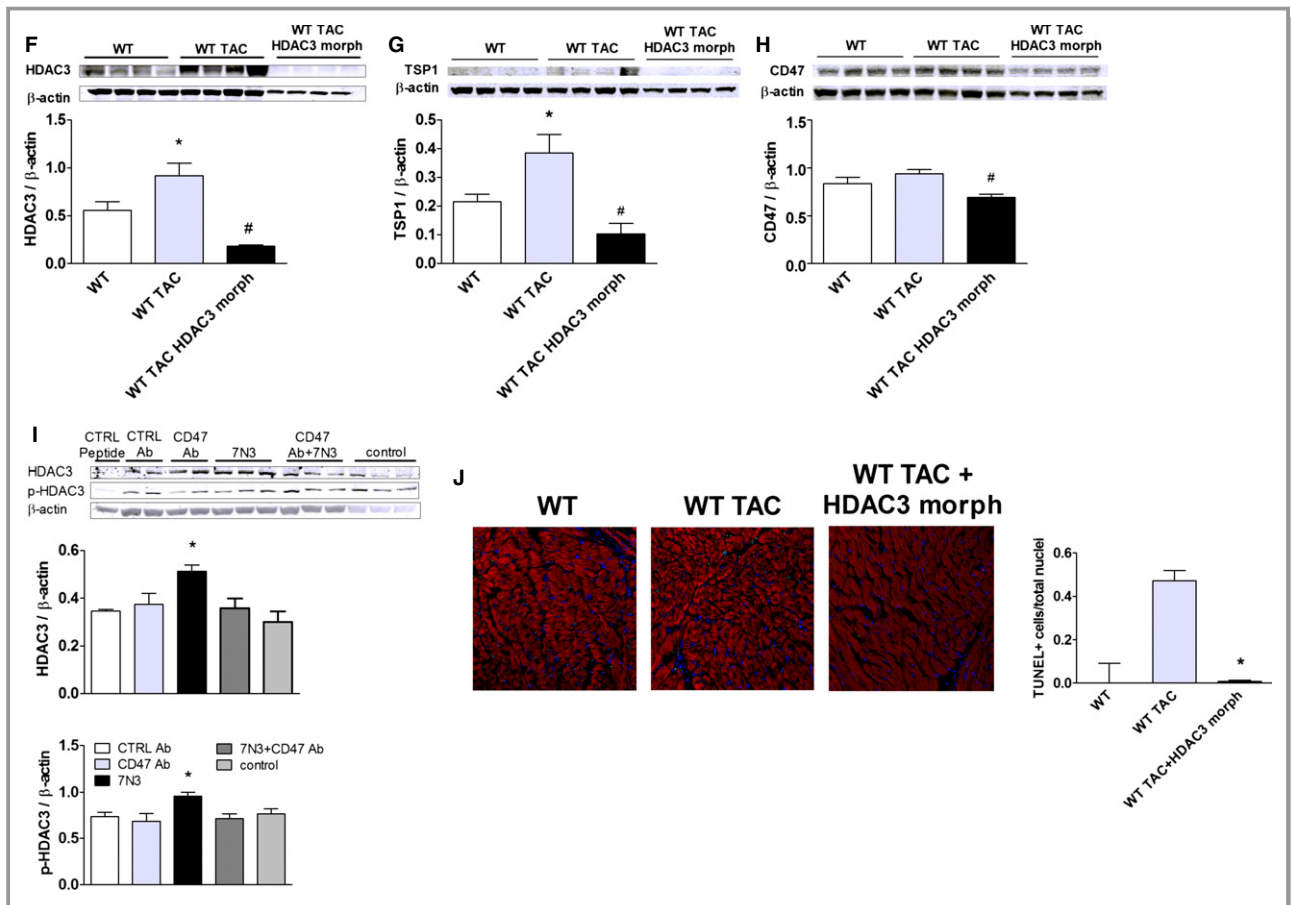 F
WT
WT TAC
WT TAC
HDAC3 morph
HDAC3
β-actin
HDAC3 / β-actin
1.5
1.0
0.5
0.0
*
#
WT
WT TAC
WT TAC HDAC3 morph
G
WT
WT TAC
WT TAC
HDAC3 morph
TSP1
β-actin
TSP1 / β-actin
0.5
0.4
0.3
0.2
0.1
0.0
*
#
WT
WT TAC
WT TAC HDAC3 morph
H
WT
WT TAC
WT TAC
HDAC3 morph
CD47
β-actin
CD47 / β-actin
1.5
1.0
0.5
0.0
#
WT
WT TAC
WT TAC HDAC3 morph
I
CTRL
Peptide
CTRL
Ab
CD47
Ab
7N3
CD47
Ab+7N3
control
HDAC3
p-HDAC3
β-actin
HDAC3 / β-actin
0.6
0.4
0.2
0.0
*
p-HDAC3 / β-actin
1.5
1.0
0.5
0.0
CTRL Ab
CD47 Ab
7N3
7N3+CD47 Ab
control
*
J
WT
WT TAC
WT TAC +
HDAC3 morph
TUNEL+ cells/total nuclei
0.6
0.4
0.2
0.0
*
WT
WT TAC
WT TAC+HDAC3 morph